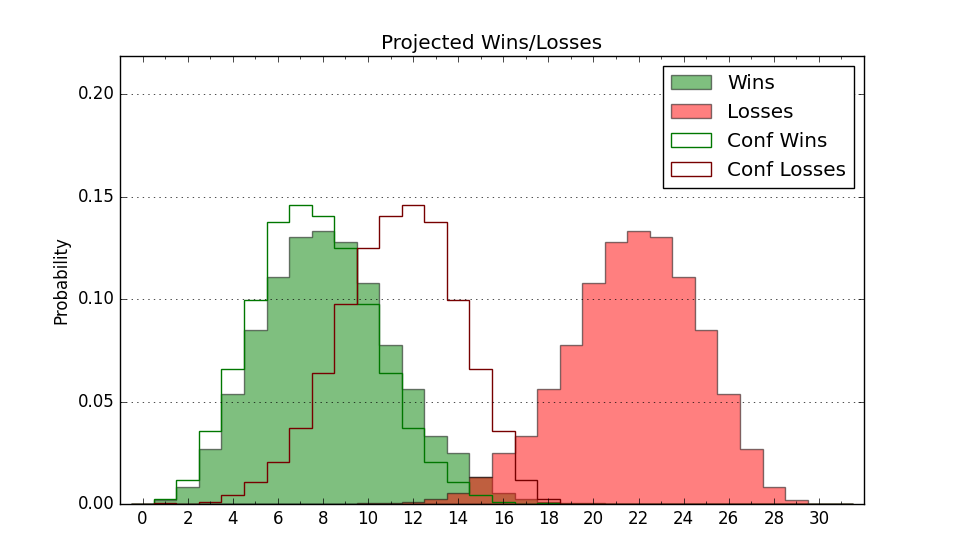 Projected Wins/Losses
Wins
Losses
Conf Wins
Conf Losses
Probability
0.20
0.15
0.10
0.05
0.00
0 2 4 6 8 10 12 14 16 18 20 22 24 26 28 30